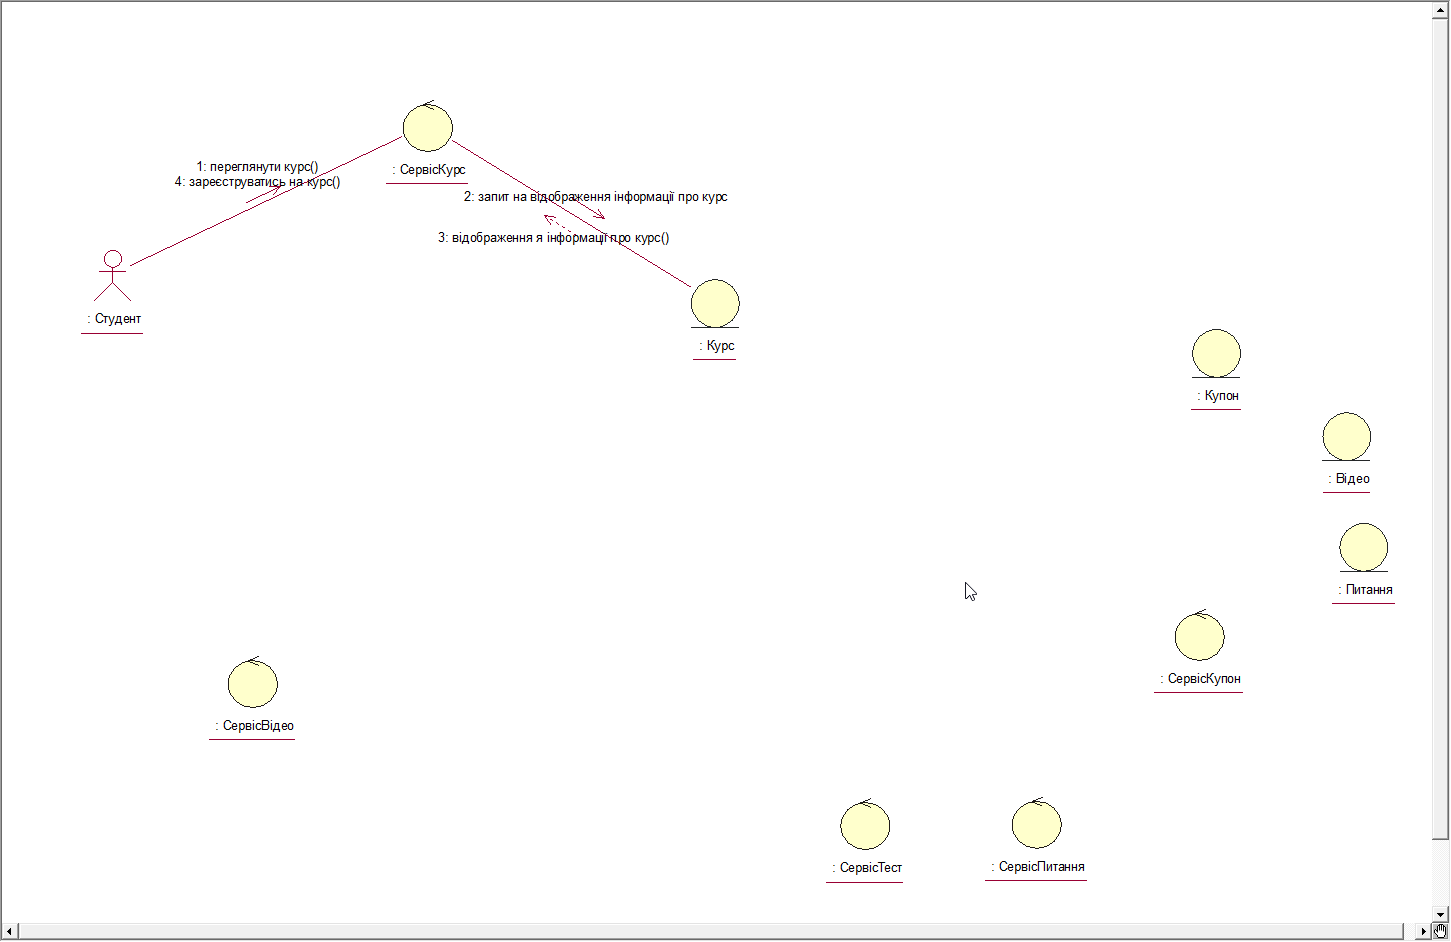 1: переглянути курс()
4: зареєструватись на курс()
: СервісКурс
2: запит на відображення інформації про курс
3: відображення я інформації про курс()
: Студент
: Курс
: Купон
: Відео
: Питання
: СервісКупон
: СервісВідео
: СервісТест
: СервісПитання